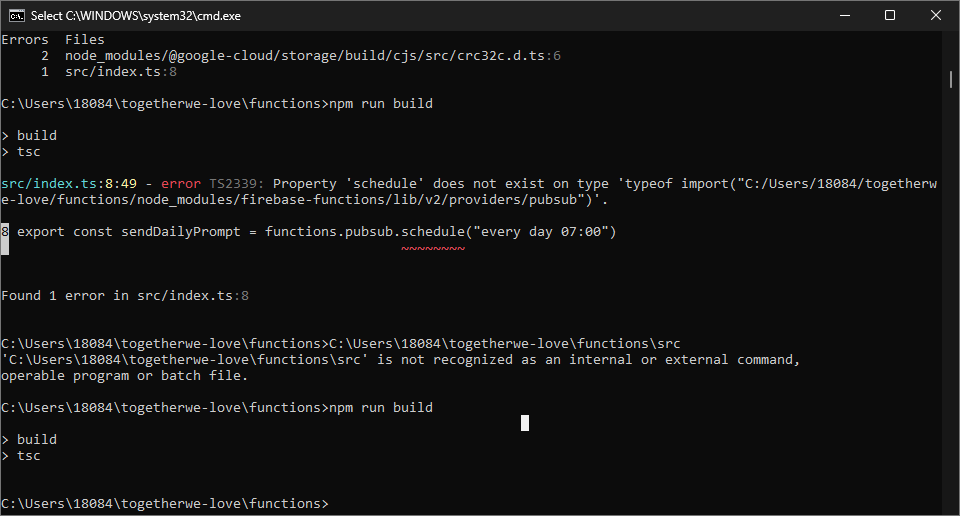 Select C:\WINDOWS\system32\cmd.exe
Errors  Files
     2  node_modules/@google-cloud/storage/build/cjs/src/crc32c.d.ts:6
     1  src/index.ts:8
C:\Users\18084\togetherwe-love\functions>npm run build
> build
> tsc
src/index.ts:8:49 - error TS2339: Property 'schedule' does not exist on type 'typeof import("C:/Users/18084/togetherw
e-love/functions/node_modules/firebase-functions/lib/v2/providers/pubsub")'.
8 export const sendDailyPrompt = functions.pubsub.schedule("every day 07:00")
~~~~~~~~
Found 1 error in src/index.ts:8
C:\Users\18084\togetherwe-love\functions>C:\Users\18084\togetherwe-love\functions\src
'C:\Users\18084\togetherwe-love\functions\src' is not recognized as an internal or external command,
operable program or batch file.
C:\Users\18084\togetherwe-love\functions>npm run build
> build
> tsc
C:\Users\18084\togetherwe-love\functions>